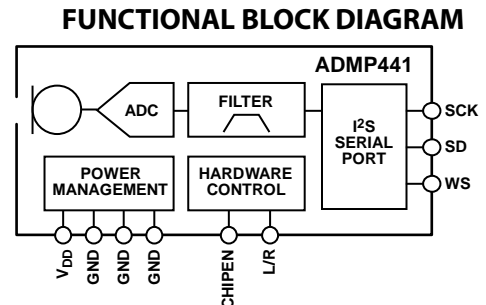 FUNCTIONAL BLOCK DIAGRAM
ADMP441
ADC
FILTER
I²S
SERIAL
PORT
SCK
SD
WS
POWER
MANAGEMENT
HARDWARE
CONTROL
VDD
GND
GND
GND
CHIPEN
L/R